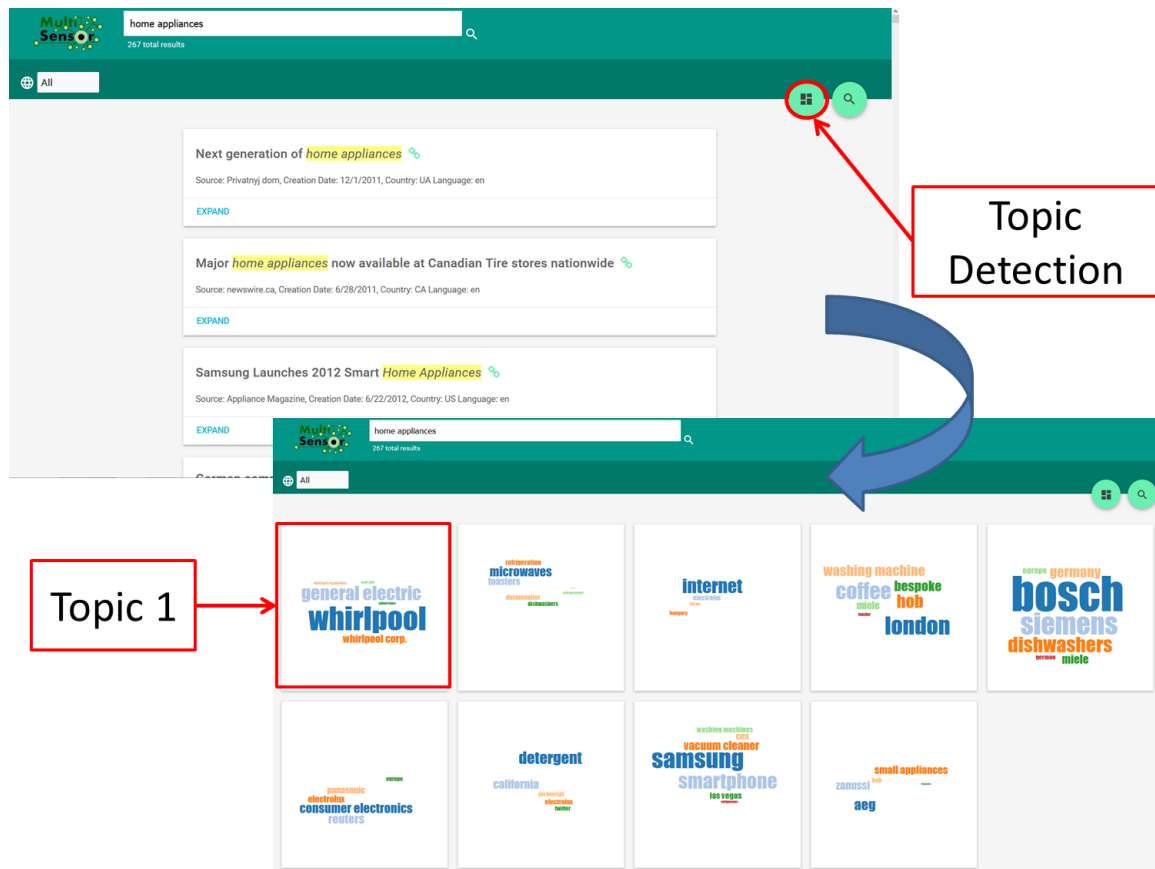 Multi
Sensor
home appliances
267 total results
All
Next generation of home appliances
Source: Privatnyj dom, Creation Date: 12/1/2011, Country: UA Language: en
EXPAND
Major home appliances now available at Canadian Tire stores nationwide
Source: newswire.ca, Creation Date: 6/28/2011, Country: CA Language: en
EXPAND
Samsung Launches 2012 Smart Home Appliances
Source: Appliance Magazine, Creation Date: 6/22/2012, Country: US Language: en
EXPAND
Topic
Detection
Multi
Sensor
home appliances
267 total results
All
Topic 1
general electric
whirlpool
whirlpool corp.
refrigeration
microwaves
toasters
datamonitor
dishwashers
internet
electrolux
hungary
washing machine
coffee
bespoke
miele
hob
london
europe
germany
bosch
siemens
dishwashers
german
miele
europe
panasonic
electrolux
consumer electronics
reuters
detergent
california
electrolux
twitter
washing machines
ces
vacuum cleaner
samsung
smartphone
las vegas
small appliances
zanussi
hob
aeg